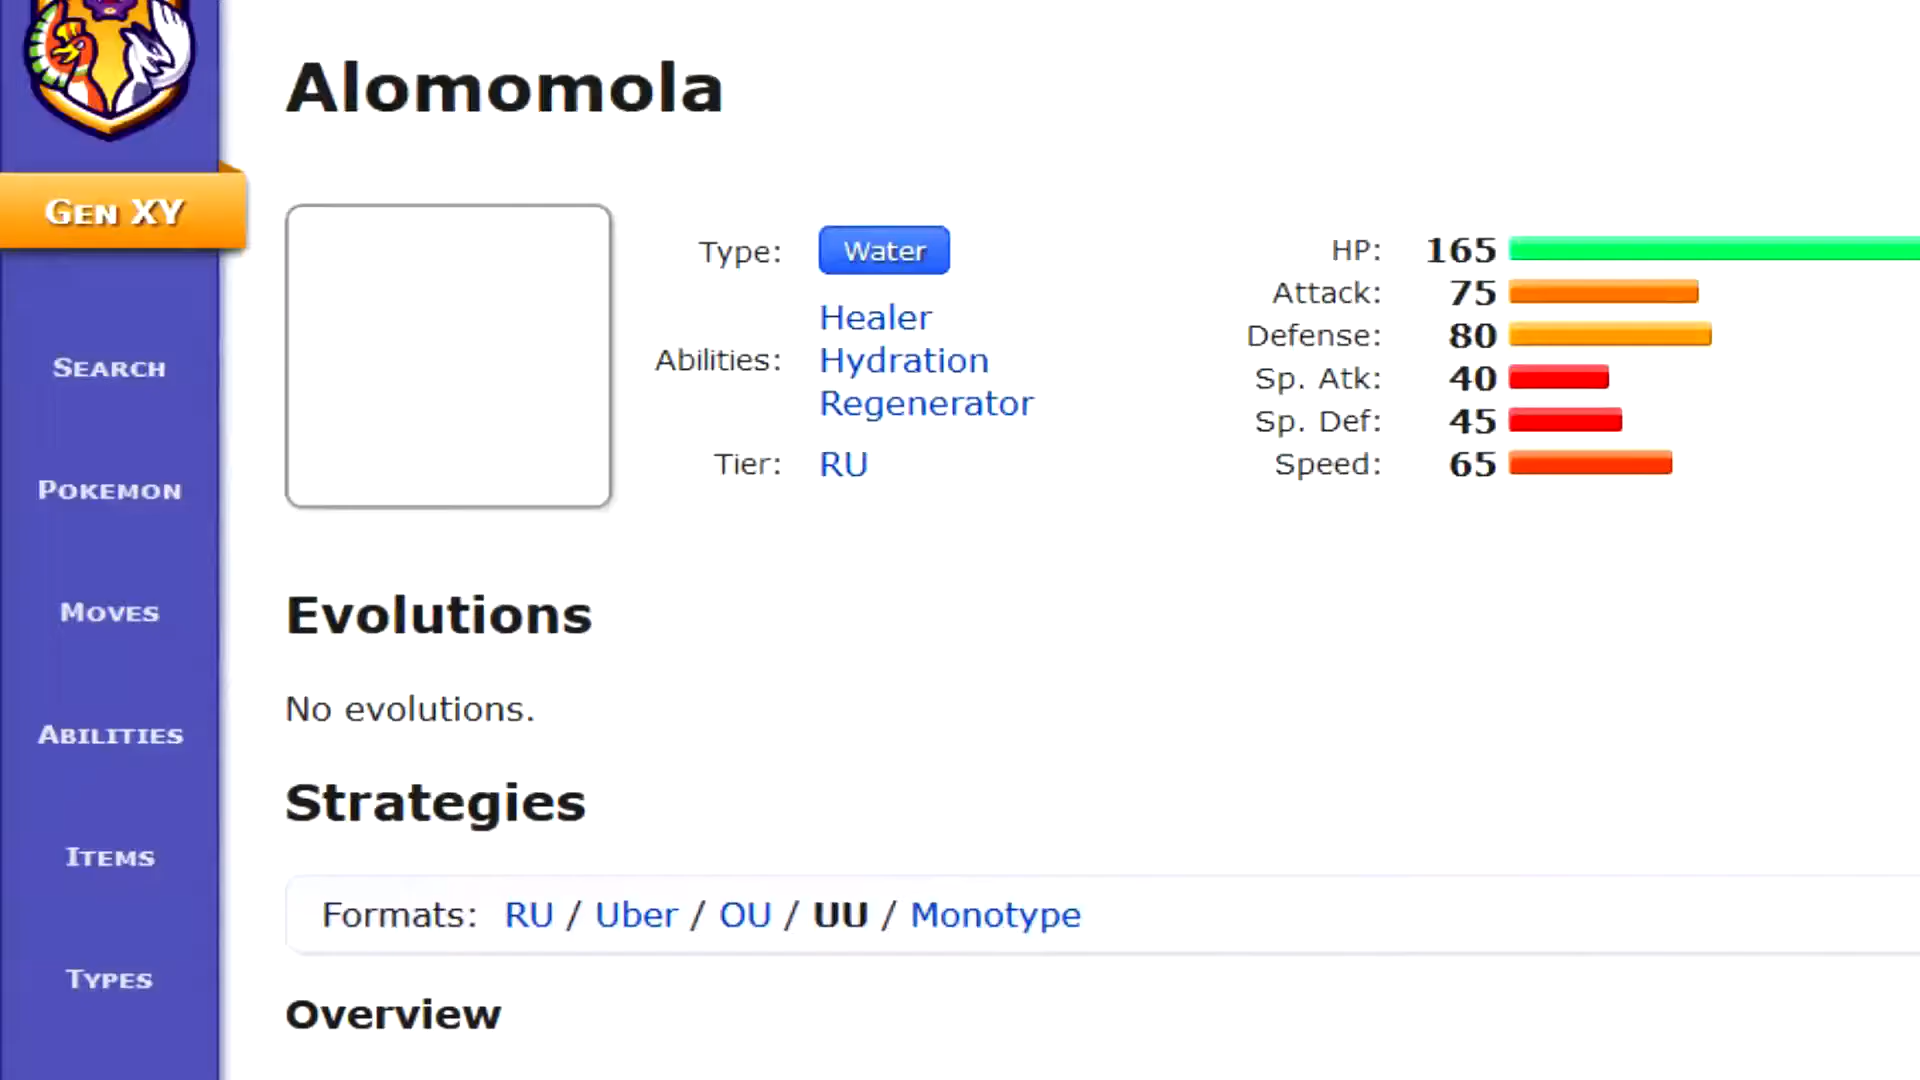 Alomomola
GEN XY
SEARCH
POKEMON
MOVES
ABILITIES
ITEMS
TYPES
Type: Water
Abilities: Healer
Hydration
Regenerator
Tier: RU
HP: 165
Attack: 75
Defense: 80
Sp. Atk: 40
Sp. Def: 45
Speed: 65
Evolutions
No evolutions.
Strategies
Formats: RU / Uber / OU / UU / Monotype
Overview